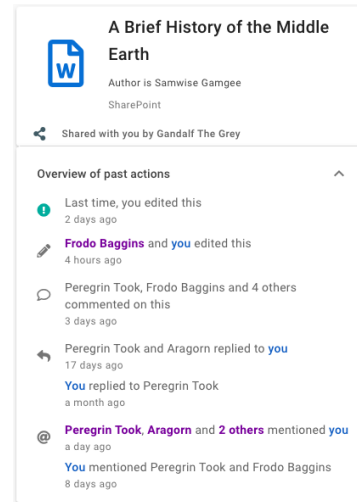 A Brief History of the Middle
Earth
W
Author is Samwise Gamgee
SharePoint
Shared with you by Gandalf The Grey
Overview of past actions
Last time, you edited this
2 days ago
Frodo Baggins and you edited this
4 hours ago
Peregrin Took, Frodo Baggins and 4 others
commented on this
3 days ago
Peregrin Took and Aragorn replied to you
17 days ago
You replied to Peregrin Took
a month ago
@ Peregrin Took, Aragorn and 2 others mentioned you
a day ago
You mentioned Peregrin Took and Frodo Baggins
8 days ago